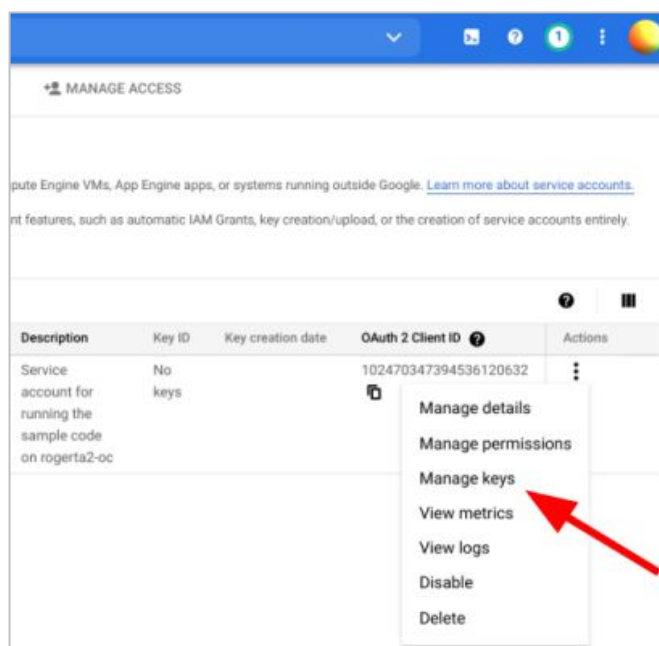 1
MANAGE ACCESS
pute Engine VMs, App Engine apps, or systems running outside Google. Learn more about service accounts.
nt features, such as automatic IAM Grants, key creation/upload, or the creation of service accounts entirely.
Description Key ID Key creation date OAuth 2 Client ID Actions
Service No 102470347394536120632
account for keys
running the
sample code
on rogerta2-oc
Manage details
Manage permissions
Manage keys
View metrics
View logs
Disable
Delete